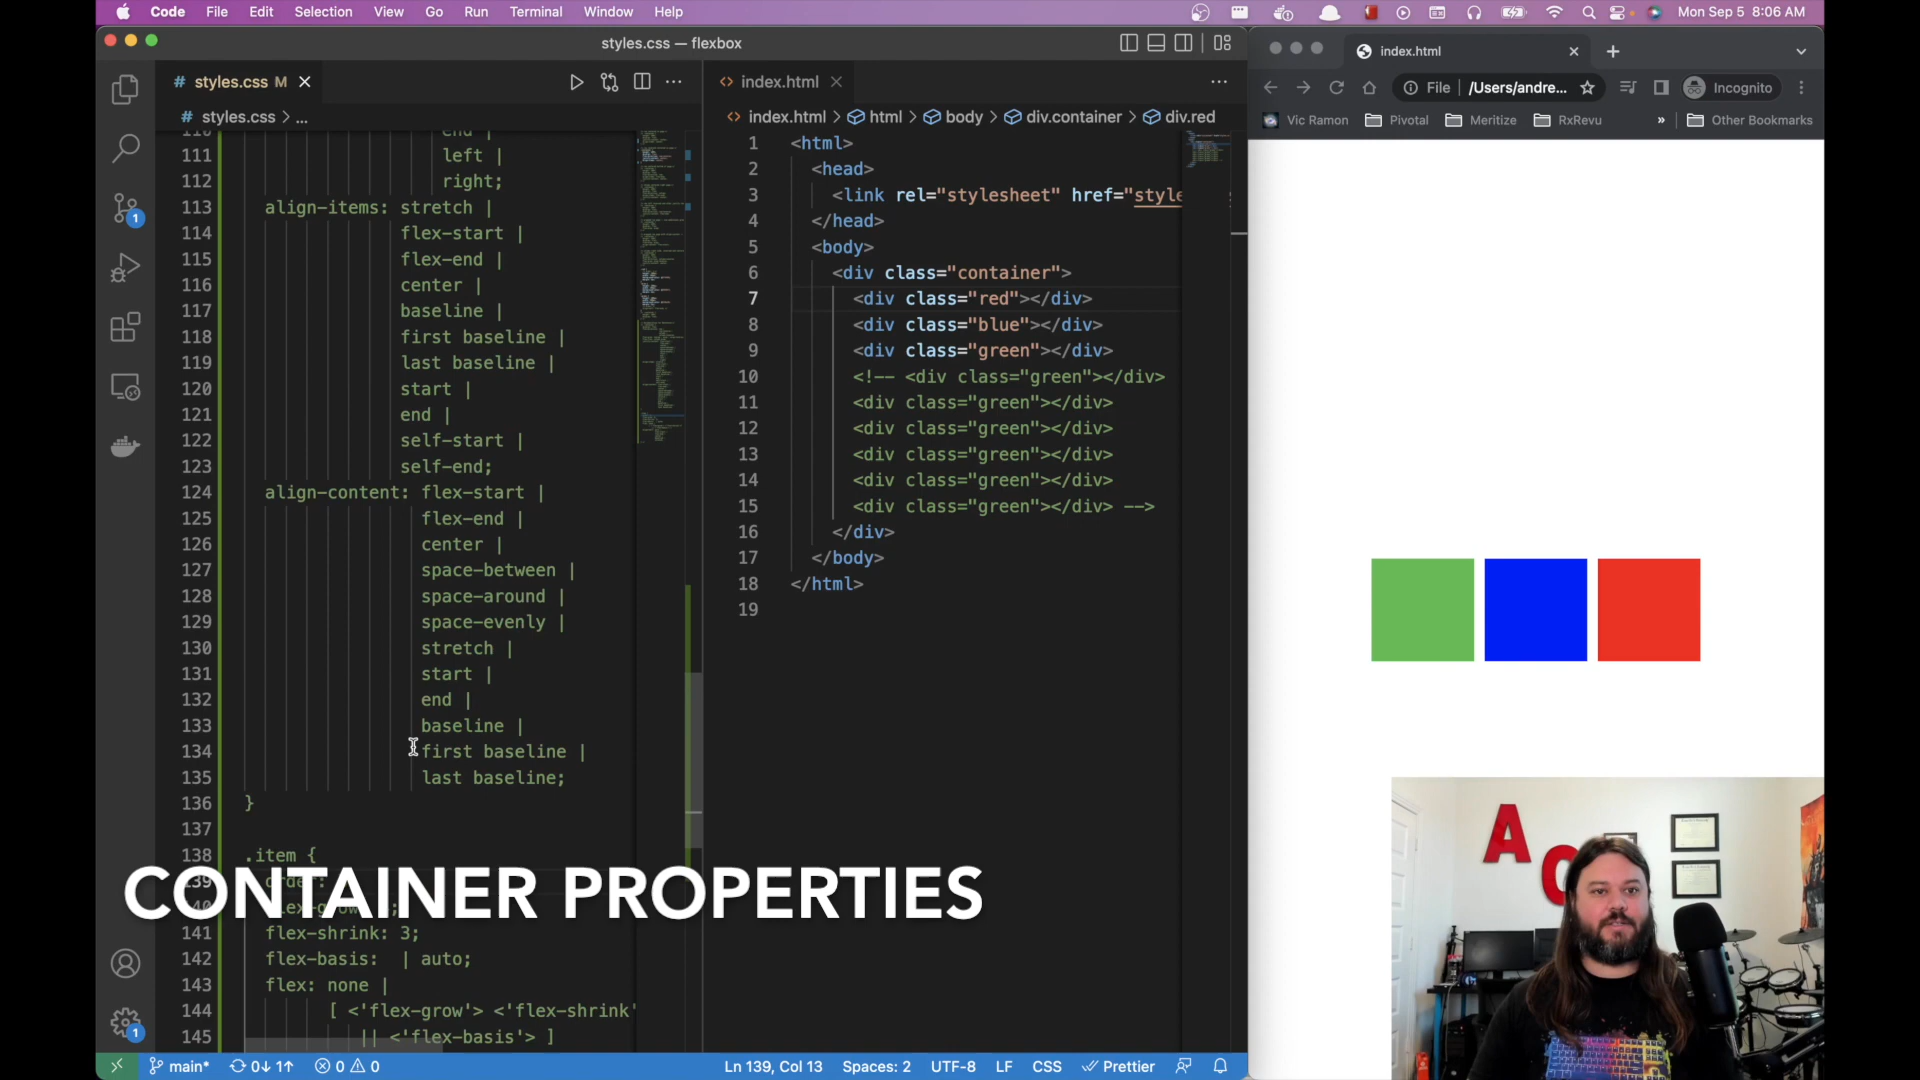 Code File Edit Selection View Go Run Terminal Window Help Mon Sep 5 8:06 AM
styles.css — flexbox
# styles.css M
# styles.css > ...
111 left |
112 right;
113 align-items: stretch |
114 flex-start |
115 flex-end |
116 center |
117 baseline |
118 first baseline |
119 last baseline |
120 start |
121 end |
122 self-start |
123 self-end;
124 align-content: flex-start |
125 flex-end |
126 center |
127 space-between |
128 space-around |
129 space-evenly |
130 stretch |
131 start |
132 end |
133 baseline |
134 first baseline |
135 last baseline;
136 }
137
138 .item {
141 flex-shrink: 3;
142 flex-basis: | auto;
143 flex: none |
144 [ <'flex-grow'> <'flex-shrink'
145 || <'flex-basis'> ]
CONTAINER PROPERTIES
<> index.html
<> index.html > html > body > div.container > div.red
1 <html>
2 <head>
3 <link rel="stylesheet" href="style
4 </head>
5 <body>
6 <div class="container">
7 <div class="red"></div>
8 <div class="blue"></div>
9 <div class="green"></div>
10 <!-- <div class="green"></div>
11 <div class="green"></div>
12 <div class="green"></div>
13 <div class="green"></div>
14 <div class="green"></div>
15 <div class="green"></div> -->
16 </div>
17 </body>
18 </html>
19
index.html
File /Users/andre... Incognito
Vic Ramon Pivotal Meritize RxRevu » Other Bookmarks
A
1
1
main* 0↓ 1↑ 0 0 Ln 139, Col 13 Spaces: 2 UTF-8 LF CSS Prettier